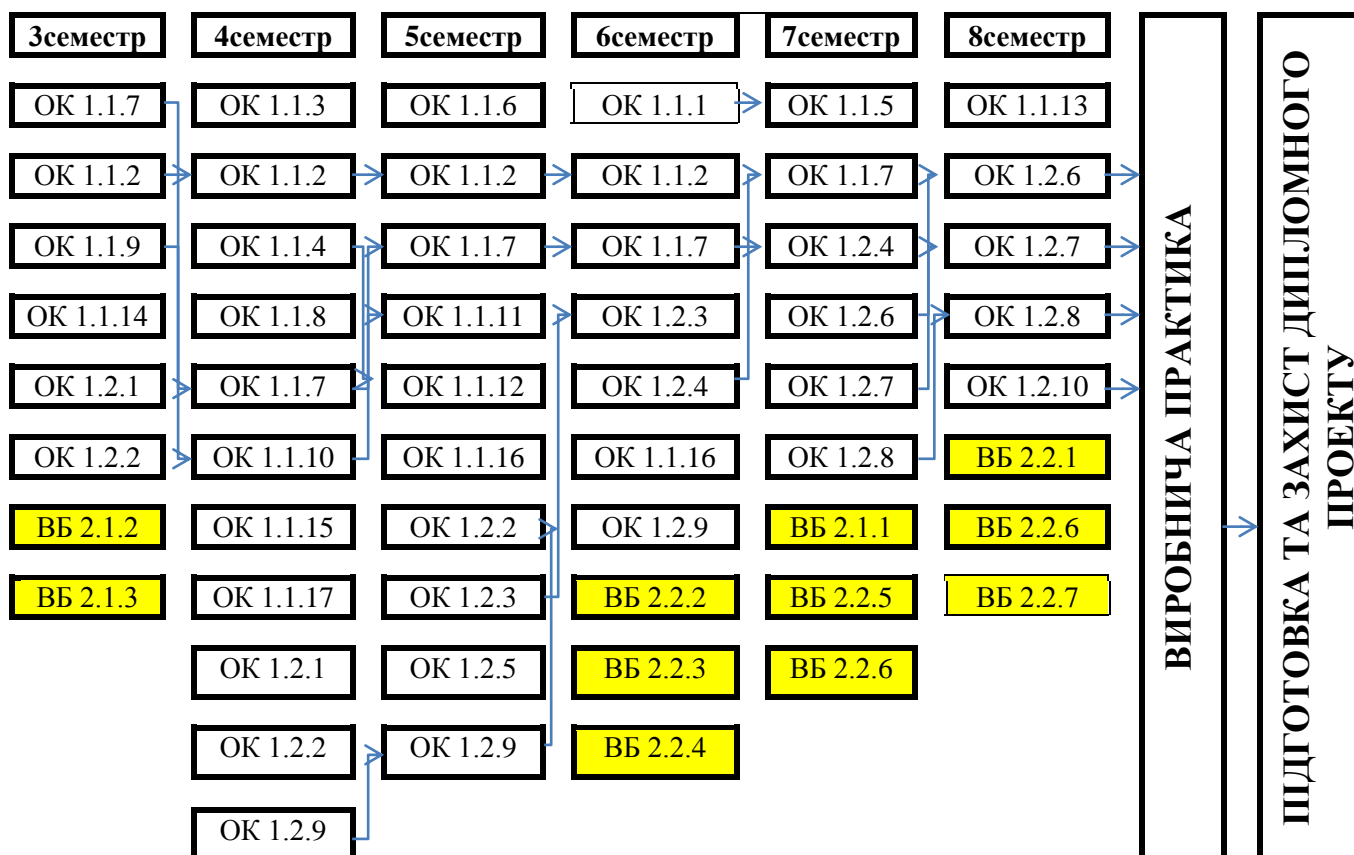 3семестр 4семестр 5семестр 6семестр 7семестр 8семестр
ОК 1.1.7 ОК 1.1.3 ОК 1.1.6 ОК 1.1.1 ОК 1.1.5 ОК 1.1.13
ОК 1.1.2 ОК 1.1.2 ОК 1.1.2 ОК 1.1.2 ОК 1.1.7 ОК 1.2.6
ОК 1.1.9 ОК 1.1.4 ОК 1.1.7 ОК 1.1.7 ОК 1.2.4 ОК 1.2.7
ОК 1.1.14 ОК 1.1.8 ОК 1.1.11 ОК 1.2.3 ОК 1.2.6 ОК 1.2.8
ОК 1.2.1 ОК 1.1.7 ОК 1.1.12 ОК 1.2.4 ОК 1.2.7 ОК 1.2.10
ОК 1.2.2 ОК 1.1.10 ОК 1.1.16 ОК 1.1.16 ОК 1.2.8 ВБ 2.2.1
ВБ 2.1.2 ОК 1.1.15 ОК 1.2.2 ОК 1.2.9 ВБ 2.1.1 ВБ 2.2.6
ВБ 2.1.3 ОК 1.1.17 ОК 1.2.3 ВБ 2.2.2 ВБ 2.2.5 ВБ 2.2.7
ОК 1.2.1 ОК 1.2.5 ВБ 2.2.3 ВБ 2.2.6
ОК 1.2.2 ОК 1.2.9 ВБ 2.2.4
ОК 1.2.9
ВИРОБНИЧА ПРАКТИКА
ПІДГОТОВКА ТА ЗАХИСТ ДИПЛОМНОГО
ПРОЕКТУ